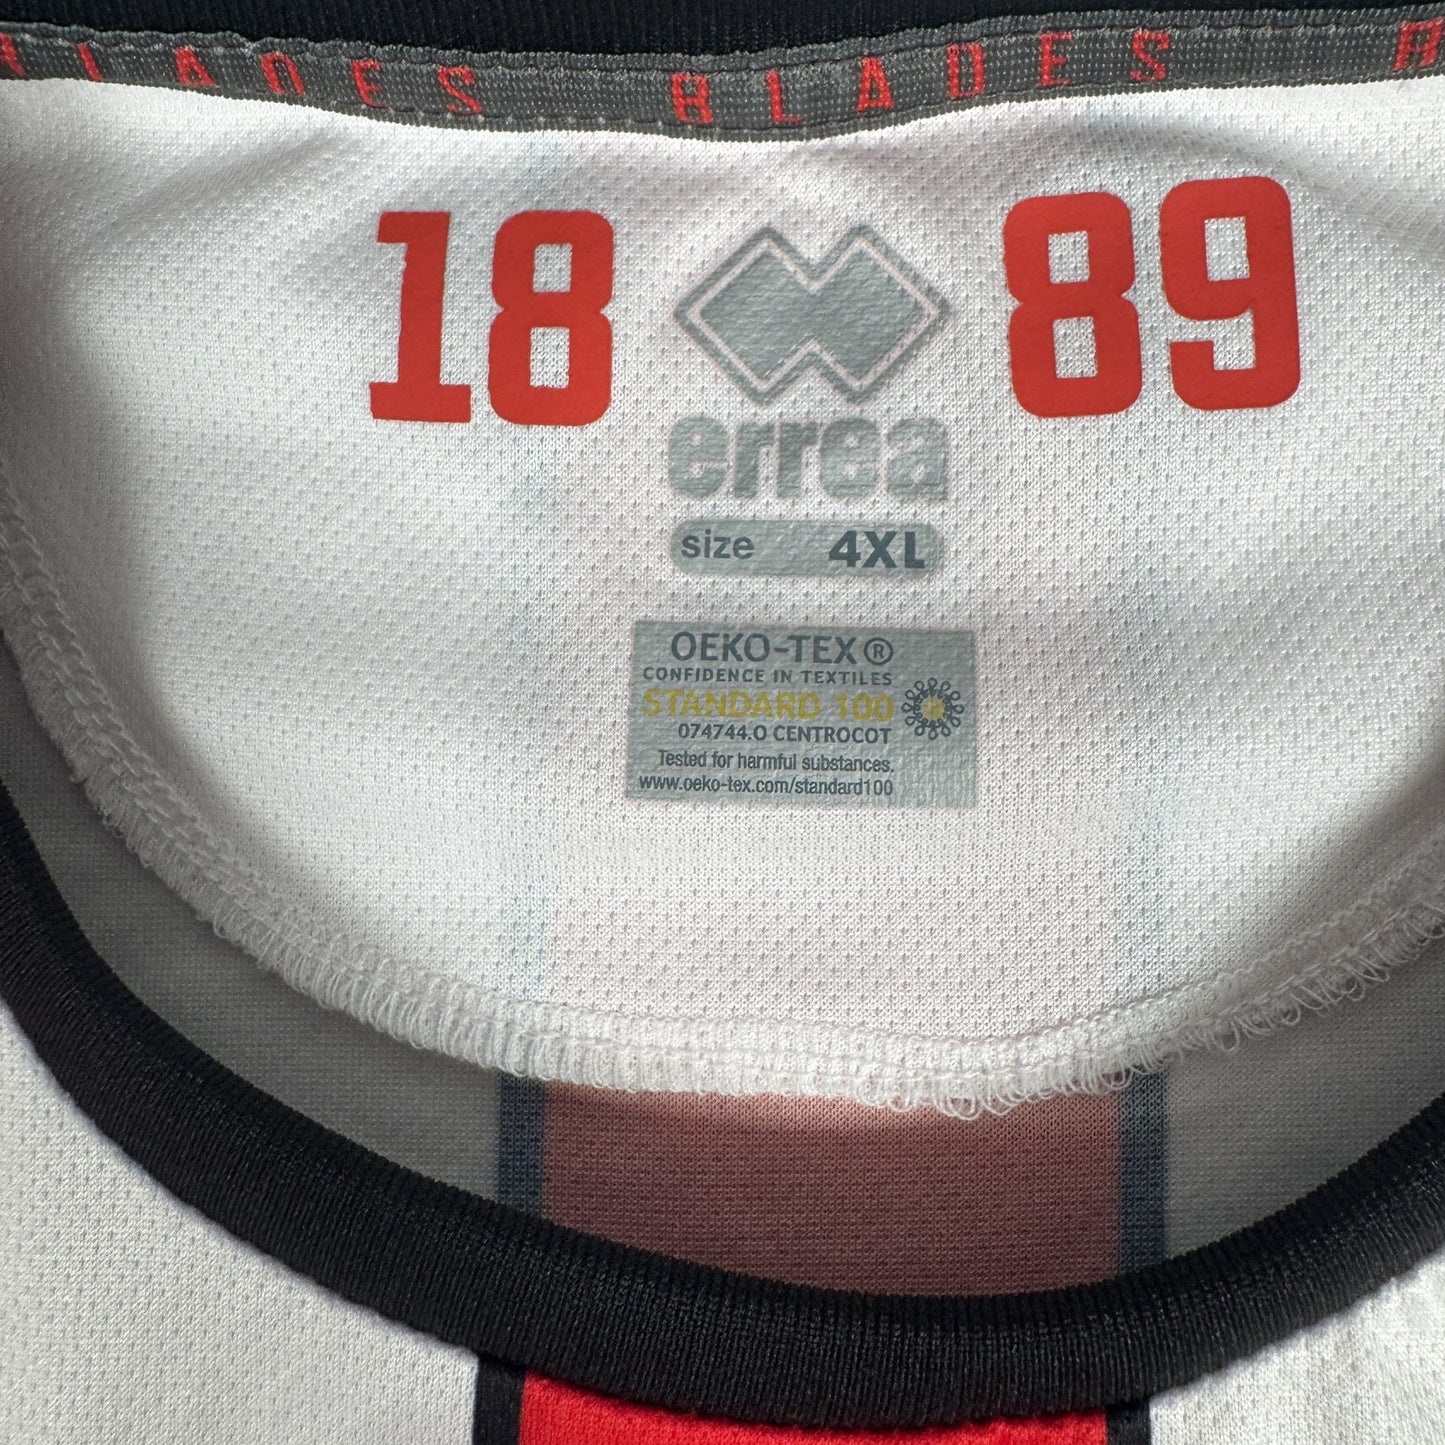 BLADES BLADES B
18 89
errea
size 4XL
OEKO-TEX®
CONFIDENCE IN TEXTILES
STANDARD 100
074744.O CENTROCOT
Tested for harmful substances.
www.oeko-tex.com/standard100